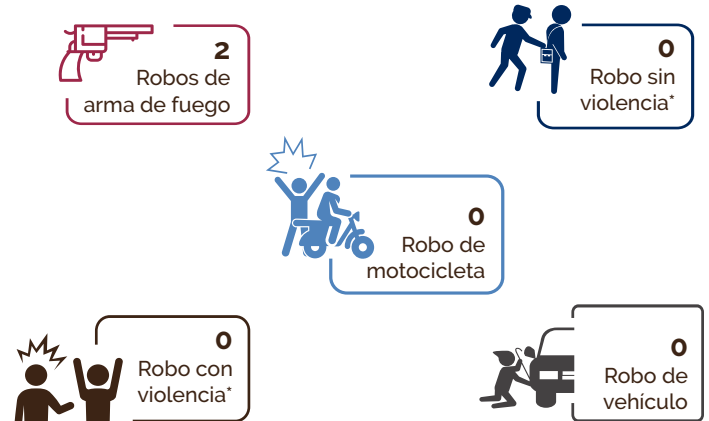 2
Robos de
arma de fuego
0
Robo sin
violencia*
0
Robo de
motocicleta
0
Robo con
violencia*
0
Robo de
vehículo